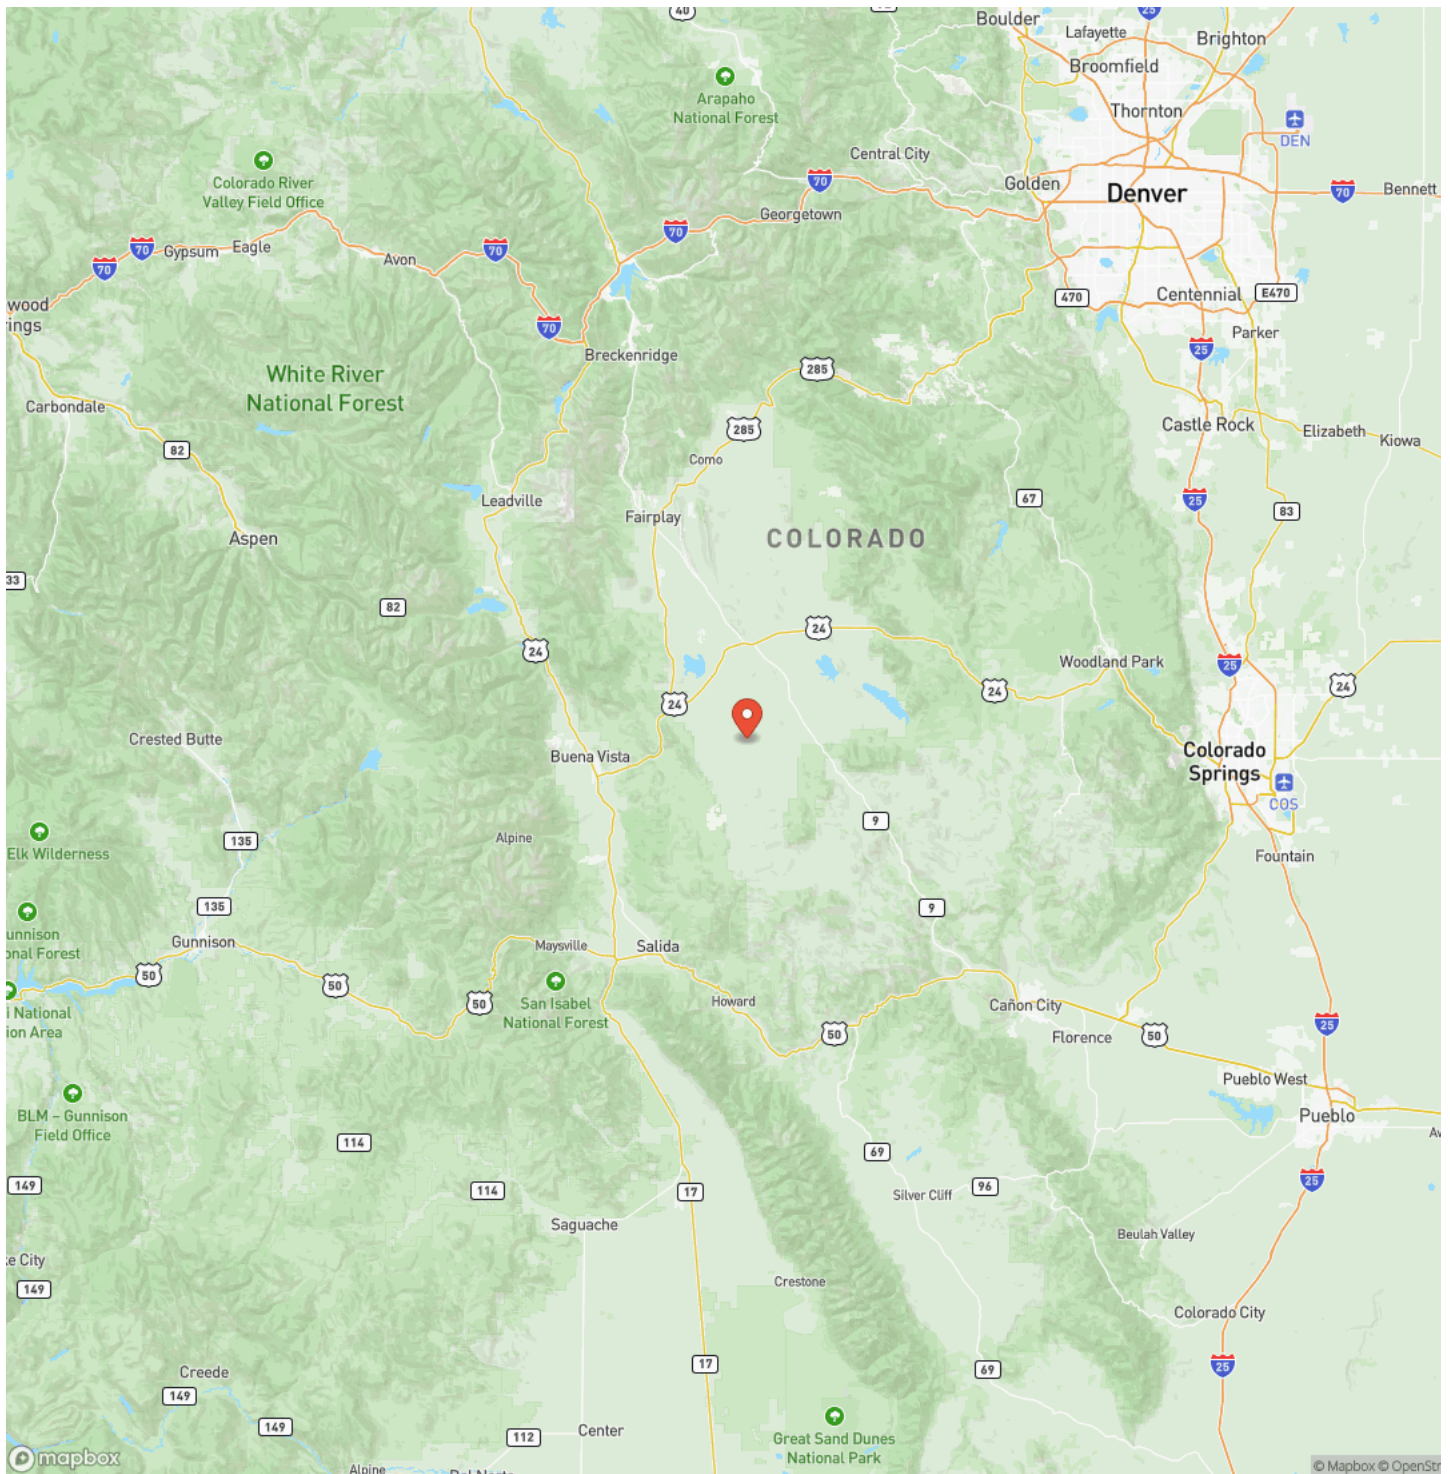 40
Boulder
25
Lafayette
Brighton
Broomfield
Arapaho
National Forest
Thornton
DEN
Central City
Colorado River
Valley Field Office
70
Golden
Denver
70
Bennett
Georgetown
70
70
Gypsum
Eagle
70
70
Avon
470
Centennial
E470
wood
rings
70
Parker
25
Breckenridge
285
White River
National Forest
Carbondale
285
Castle Rock
Elizabeth
Kiowa
82
Como
Leadville
67
25
83
Fairplay
Aspen
COLORADO
33
82
24
24
Woodland Park
25
24
24
24
Crested Butte
Buena Vista
Colorado
Springs
COS
9
Elk Wilderness
135
Alpine
Fountain
135
9
unnison
onal Forest
Gunnison
Maysville
Salida
50
50
50
San Isabel
National Forest
Howard
Cañon City
i National
ion Area
50
Florence
50
25
Pueblo West
BLM – Gunnison
Field Office
Pueblo
114
69
149
114
17
Silver Cliff
96
25
Saguache
Beulah Valley
ke City
149
Crestone
Colorado City
Creede
17
69
25
149
149
112
Center
Great Sand Dunes
National Park
mapbox
Alpine
© Mapbox © OpenStr